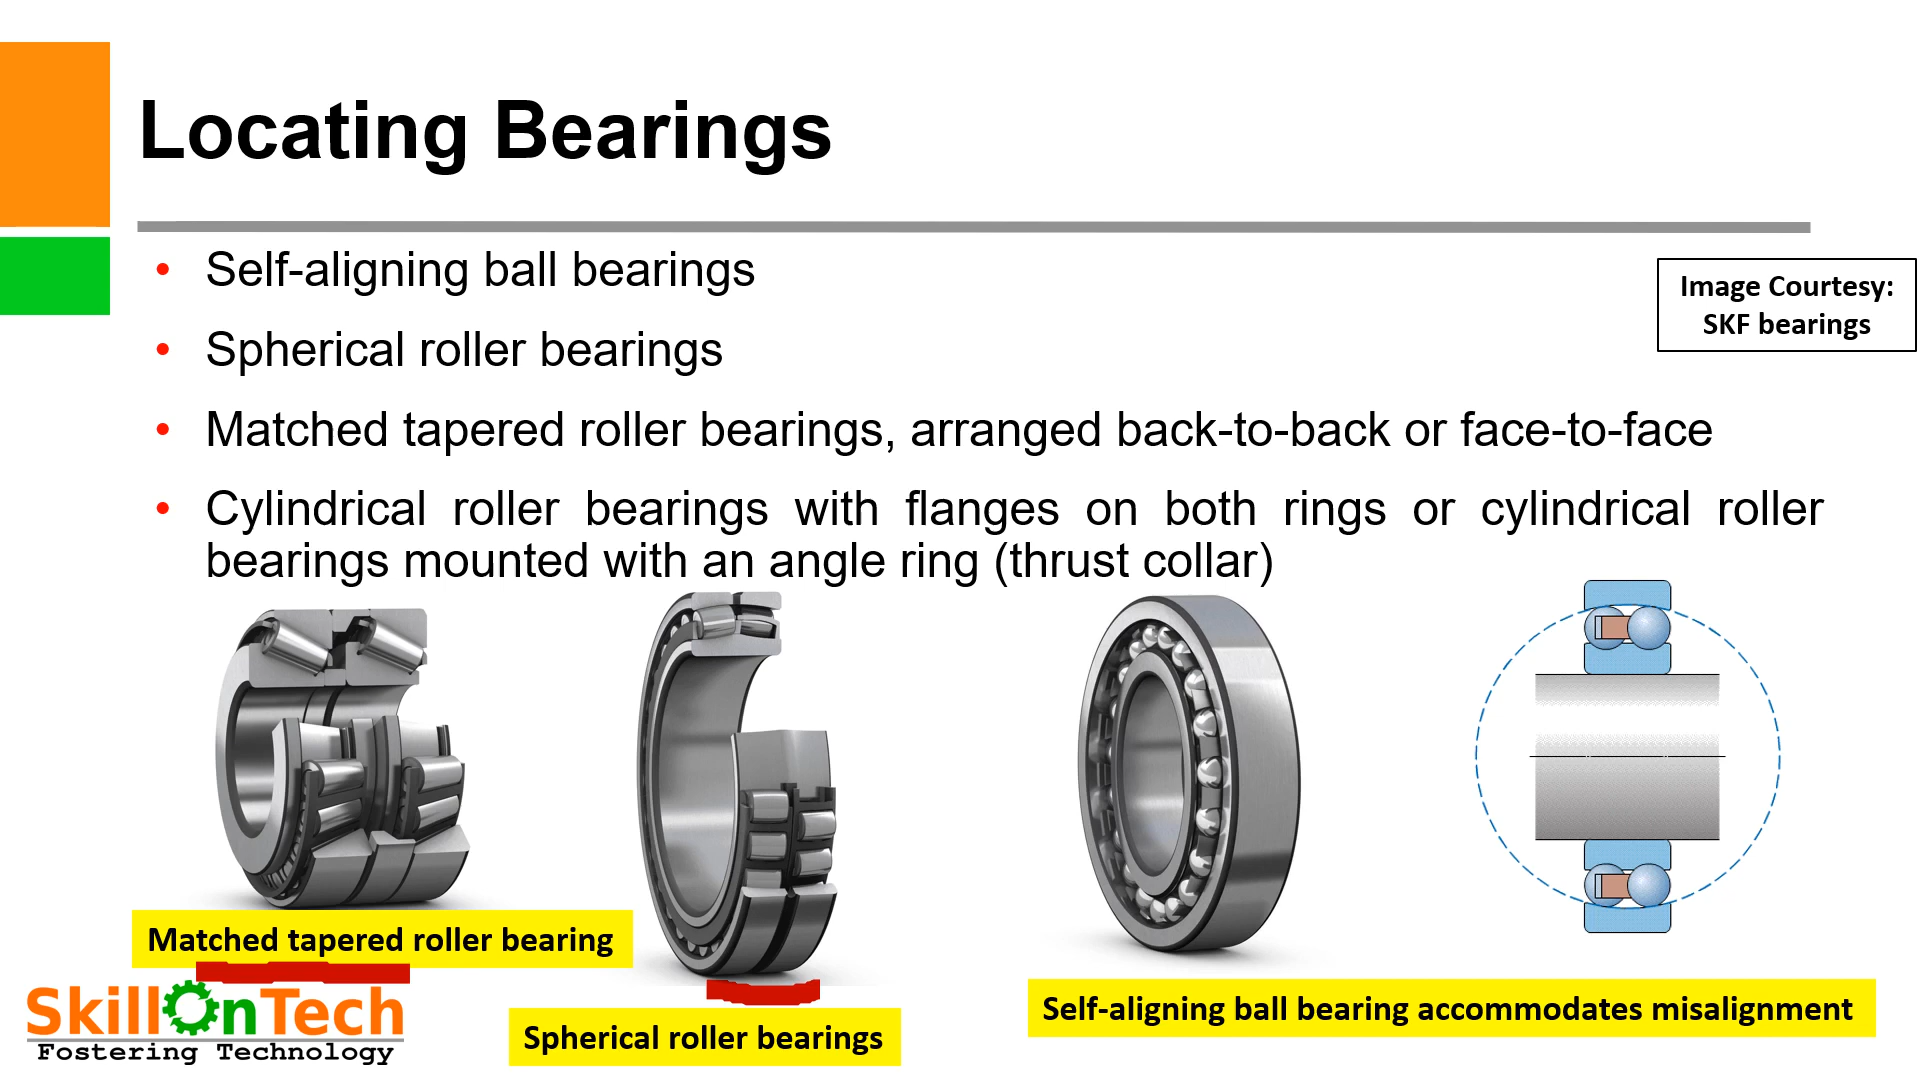 Locating Bearings
• Self-aligning ball bearings
Image Courtesy:
SKF bearings
• Spherical roller bearings
• Matched tapered roller bearings, arranged back-to-back or face-to-face
• Cylindrical roller bearings with flanges on both rings or cylindrical roller
bearings mounted with an angle ring (thrust collar)
Matched tapered roller bearing
Spherical roller bearings
Self-aligning ball bearing accommodates misalignment
SkillOnTech
Fostering Technology